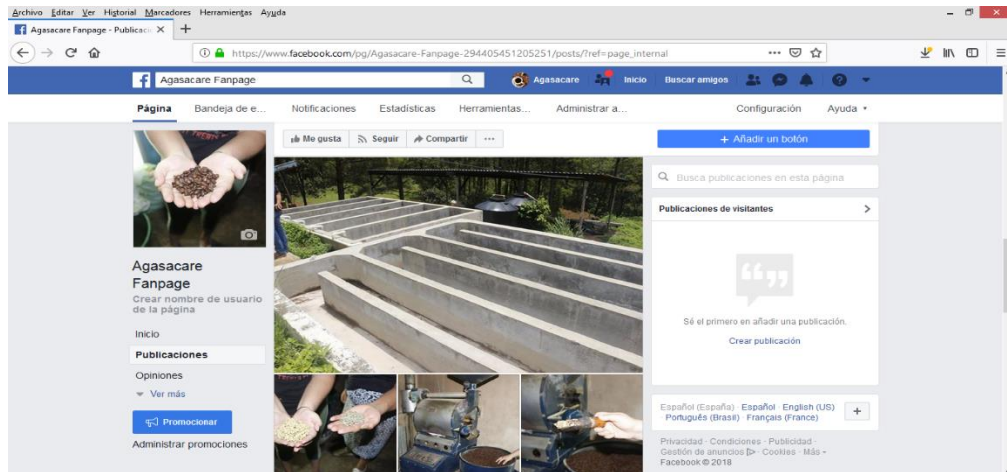 Archivo Editar Ver Historial Marcadores Herramientas Ayuda
Agasacare Fanpage - Publicaci
https://www.facebook.com/pg/Agasacare-Fanpage-294405451205251/posts/?ref=page_internal
Agasacare Fanpage
Agasacare Inicio Buscar amigos
Página Bandeja de e... Notificaciones Estadísticas Herramientas... Administrar a... Configuración Ayuda
Me gusta Seguir Compartir ...
+ Añadir un botón
Busca publicaciones en esta página
Publicaciones de visitantes
Sé el primero en añadir una publicación.
Crear publicación
Agasacare
Fanpage
Crear nombre de usuario
de la página
Inicio
Publicaciones
Opiniones
Ver más
Promocionar
Administrar promociones
Español (España) · Español · English (US)
· Português (Brasil) · Français (France)
Privacidad · Condiciones · Publicidad ·
Gestión de anuncios · Cookies · Más
Facebook © 2018